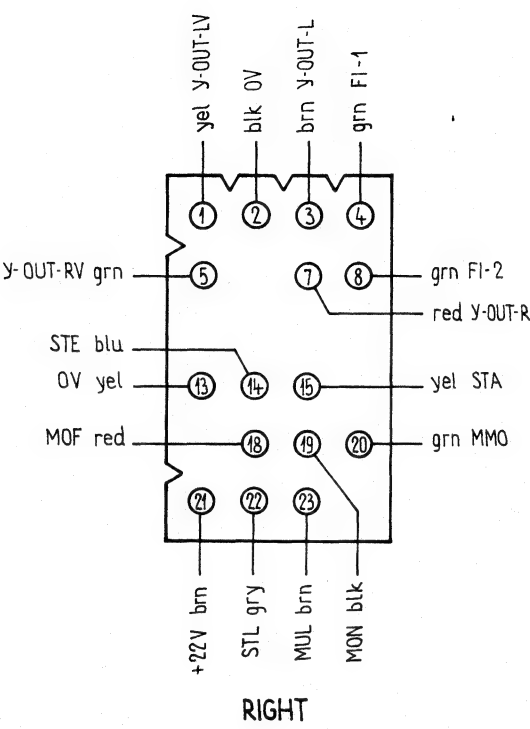 yel Y-OUT-LV
blk OV
brn Y-OUT-L
grn FI-1
1
2
3
4
Y-OUT-RV grn
5
7
8
grn FI-2
red Y-OUT-R
STE blu
OV yel
13
14
15
yel STA
MOF red
18
19
20
grn MMO
21
22
23
+22V brn
STL gry
MUL brn
MON blk
RIGHT